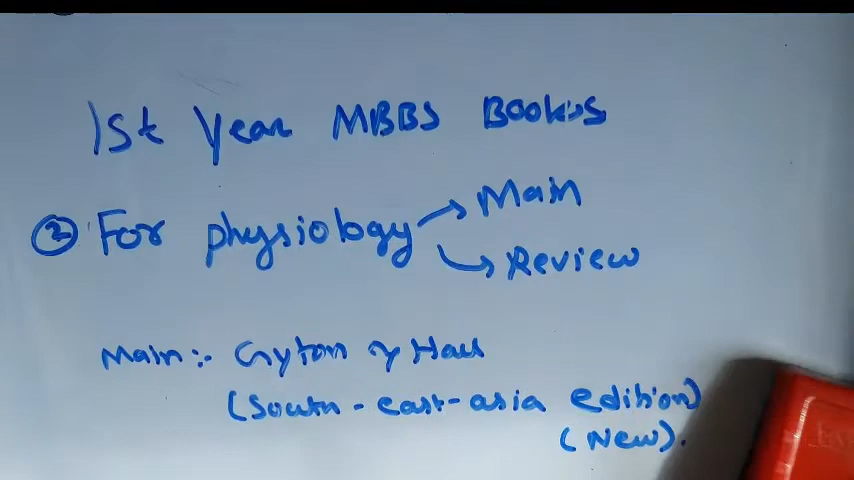 1st Year MBBS Books
② For physiology → Main
→ Review
Main :- Gyton & Hall
(South-east-asia edition)
(New).